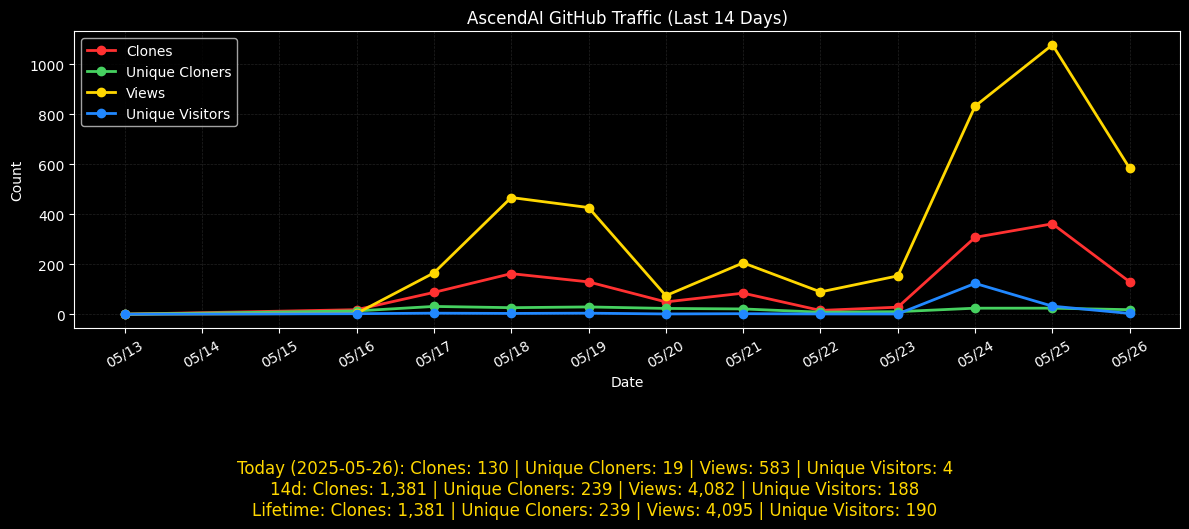 AscendAI GitHub Traffic (Last 14 Days)
Clones
Unique Cloners
Views
Unique Visitors
Count
1000
800
600
400
200
0
05/13 05/14 05/15 05/16 05/17 05/18 05/19 05/20 05/21 05/22 05/23 05/24 05/25 05/26
Date
Today (2025-05-26): Clones: 130 | Unique Cloners: 19 | Views: 583 | Unique Visitors: 4
14d: Clones: 1,381 | Unique Cloners: 239 | Views: 4,082 | Unique Visitors: 188
Lifetime: Clones: 1,381 | Unique Cloners: 239 | Views: 4,095 | Unique Visitors: 190